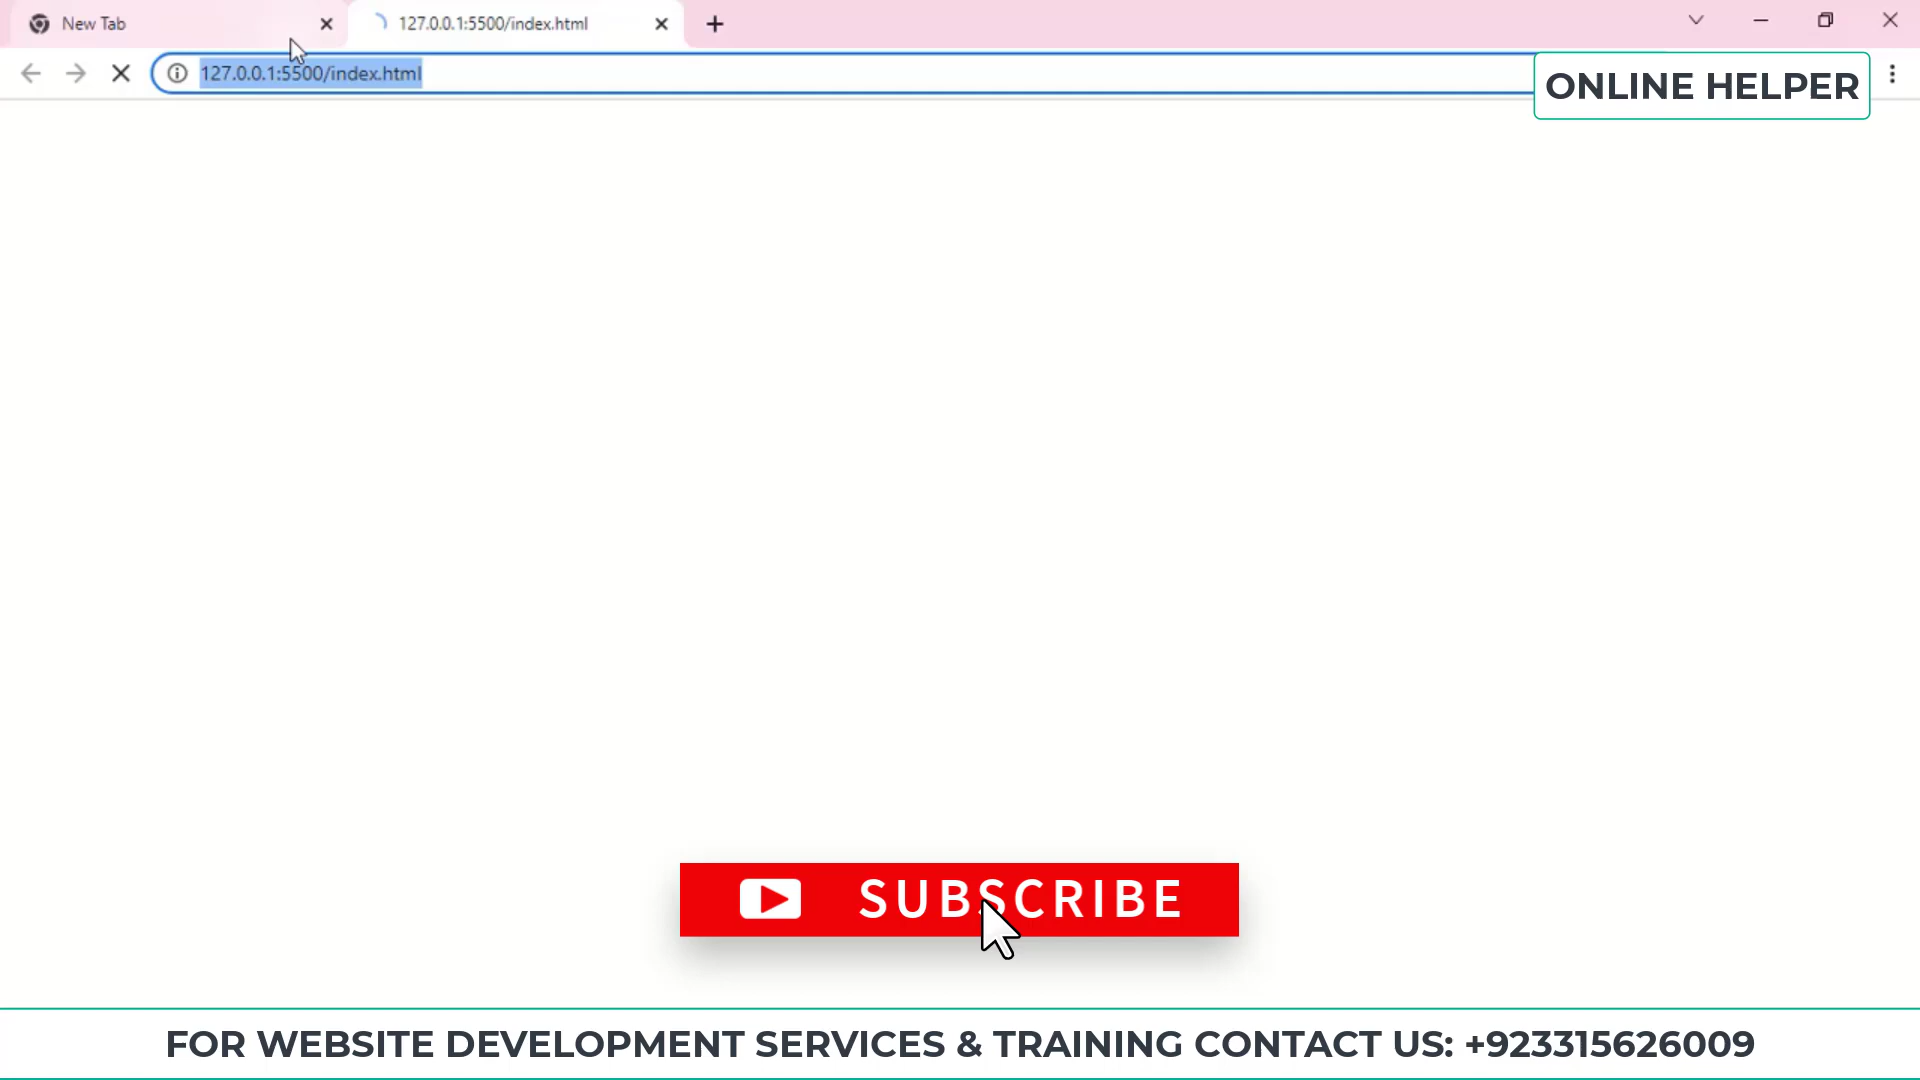 New Tab
127.0.0.1:5500/index.html
127.0.0.1:5500/index.html
ONLINE HELPER
SUBSCRIBE
FOR WEBSITE DEVELOPMENT SERVICES & TRAINING CONTACT US: +923315626009